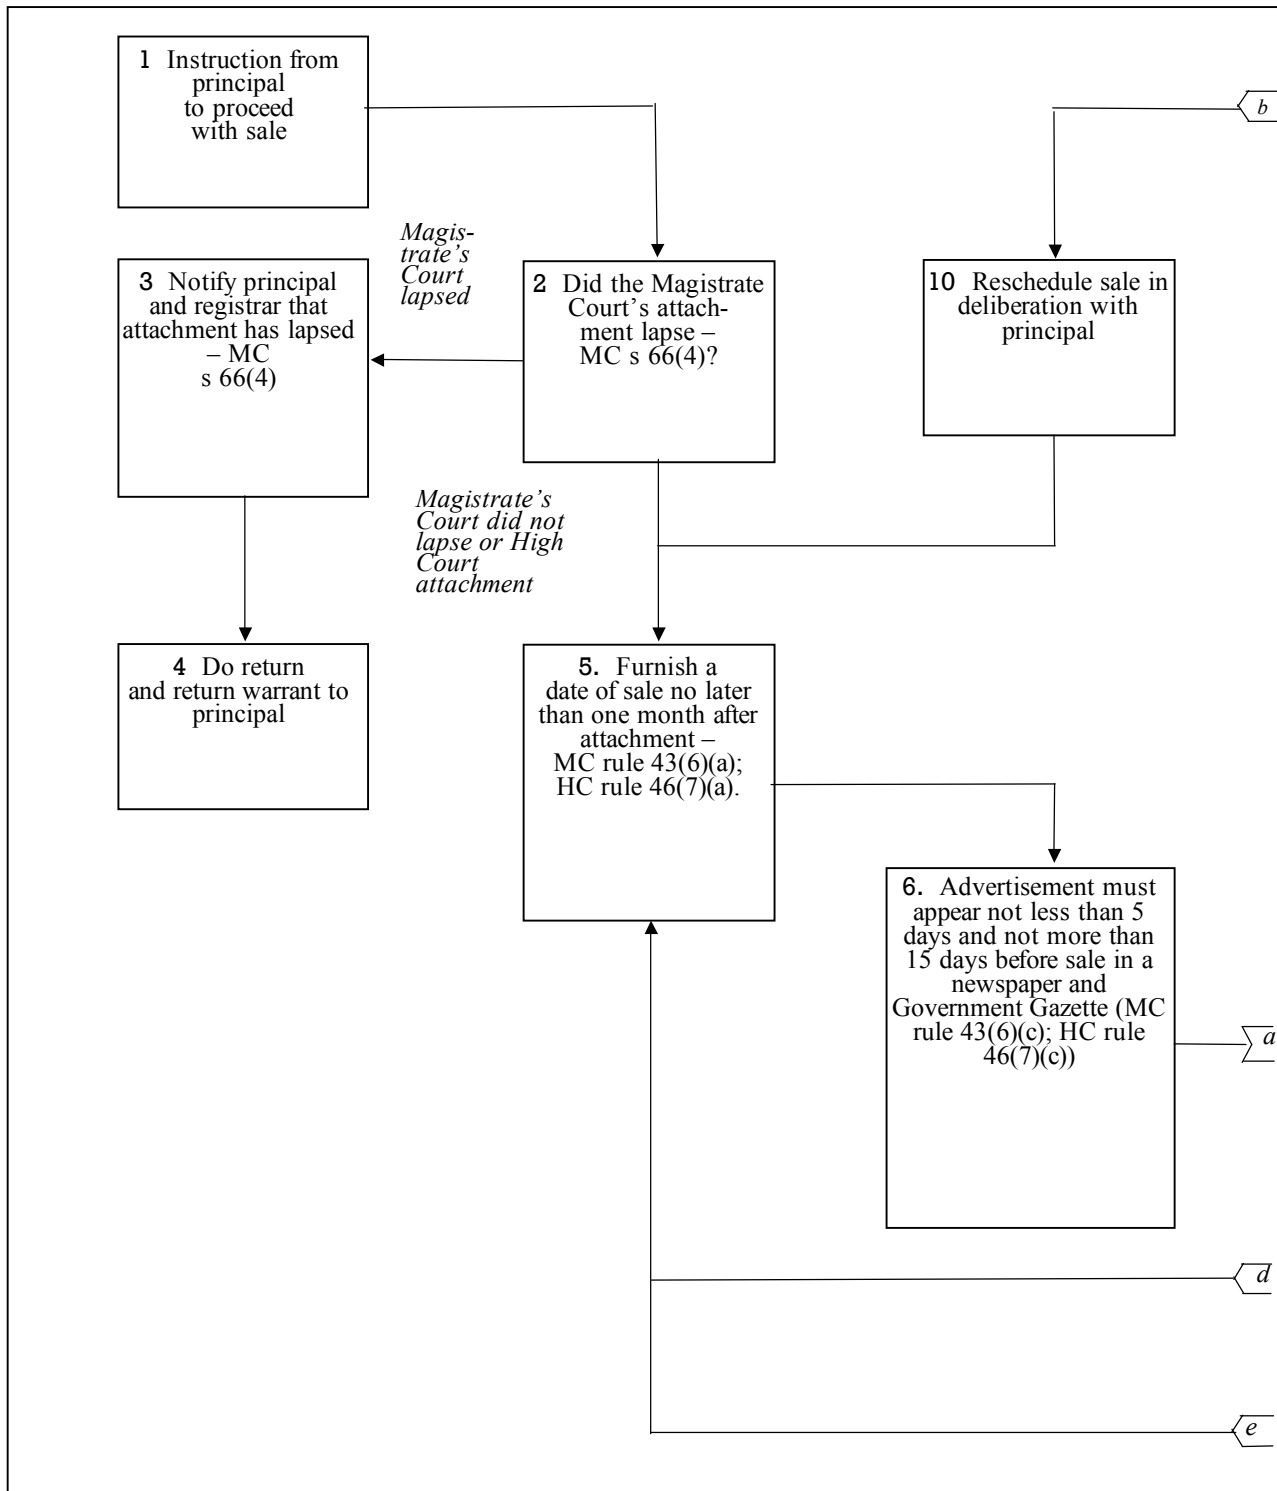 1 Instruction from
principal
to proceed
with sale
b
Magis-
trate's
Court
lapsed
3 Notify principal
and registrar that
attachment has lapsed
– MC
s 66(4)
2 Did the Magistrate
Court's attach-
ment lapse –
MC s 66(4)?
10 Reschedule sale in
deliberation with
principal
Magistrate's
Court did not
lapse or High
Court
attachment
4 Do return
and return warrant to
principal
5. Furnish a
date of sale no later
than one month after
attachment –
MC rule 43(6)(a);
HC rule 46(7)(a).
6. Advertisement must
appear not less than 5
days and not more than
15 days before sale in a
newspaper and
Government Gazette (MC
rule 43(6)(c); HC rule
46(7)(c))
a
d
e